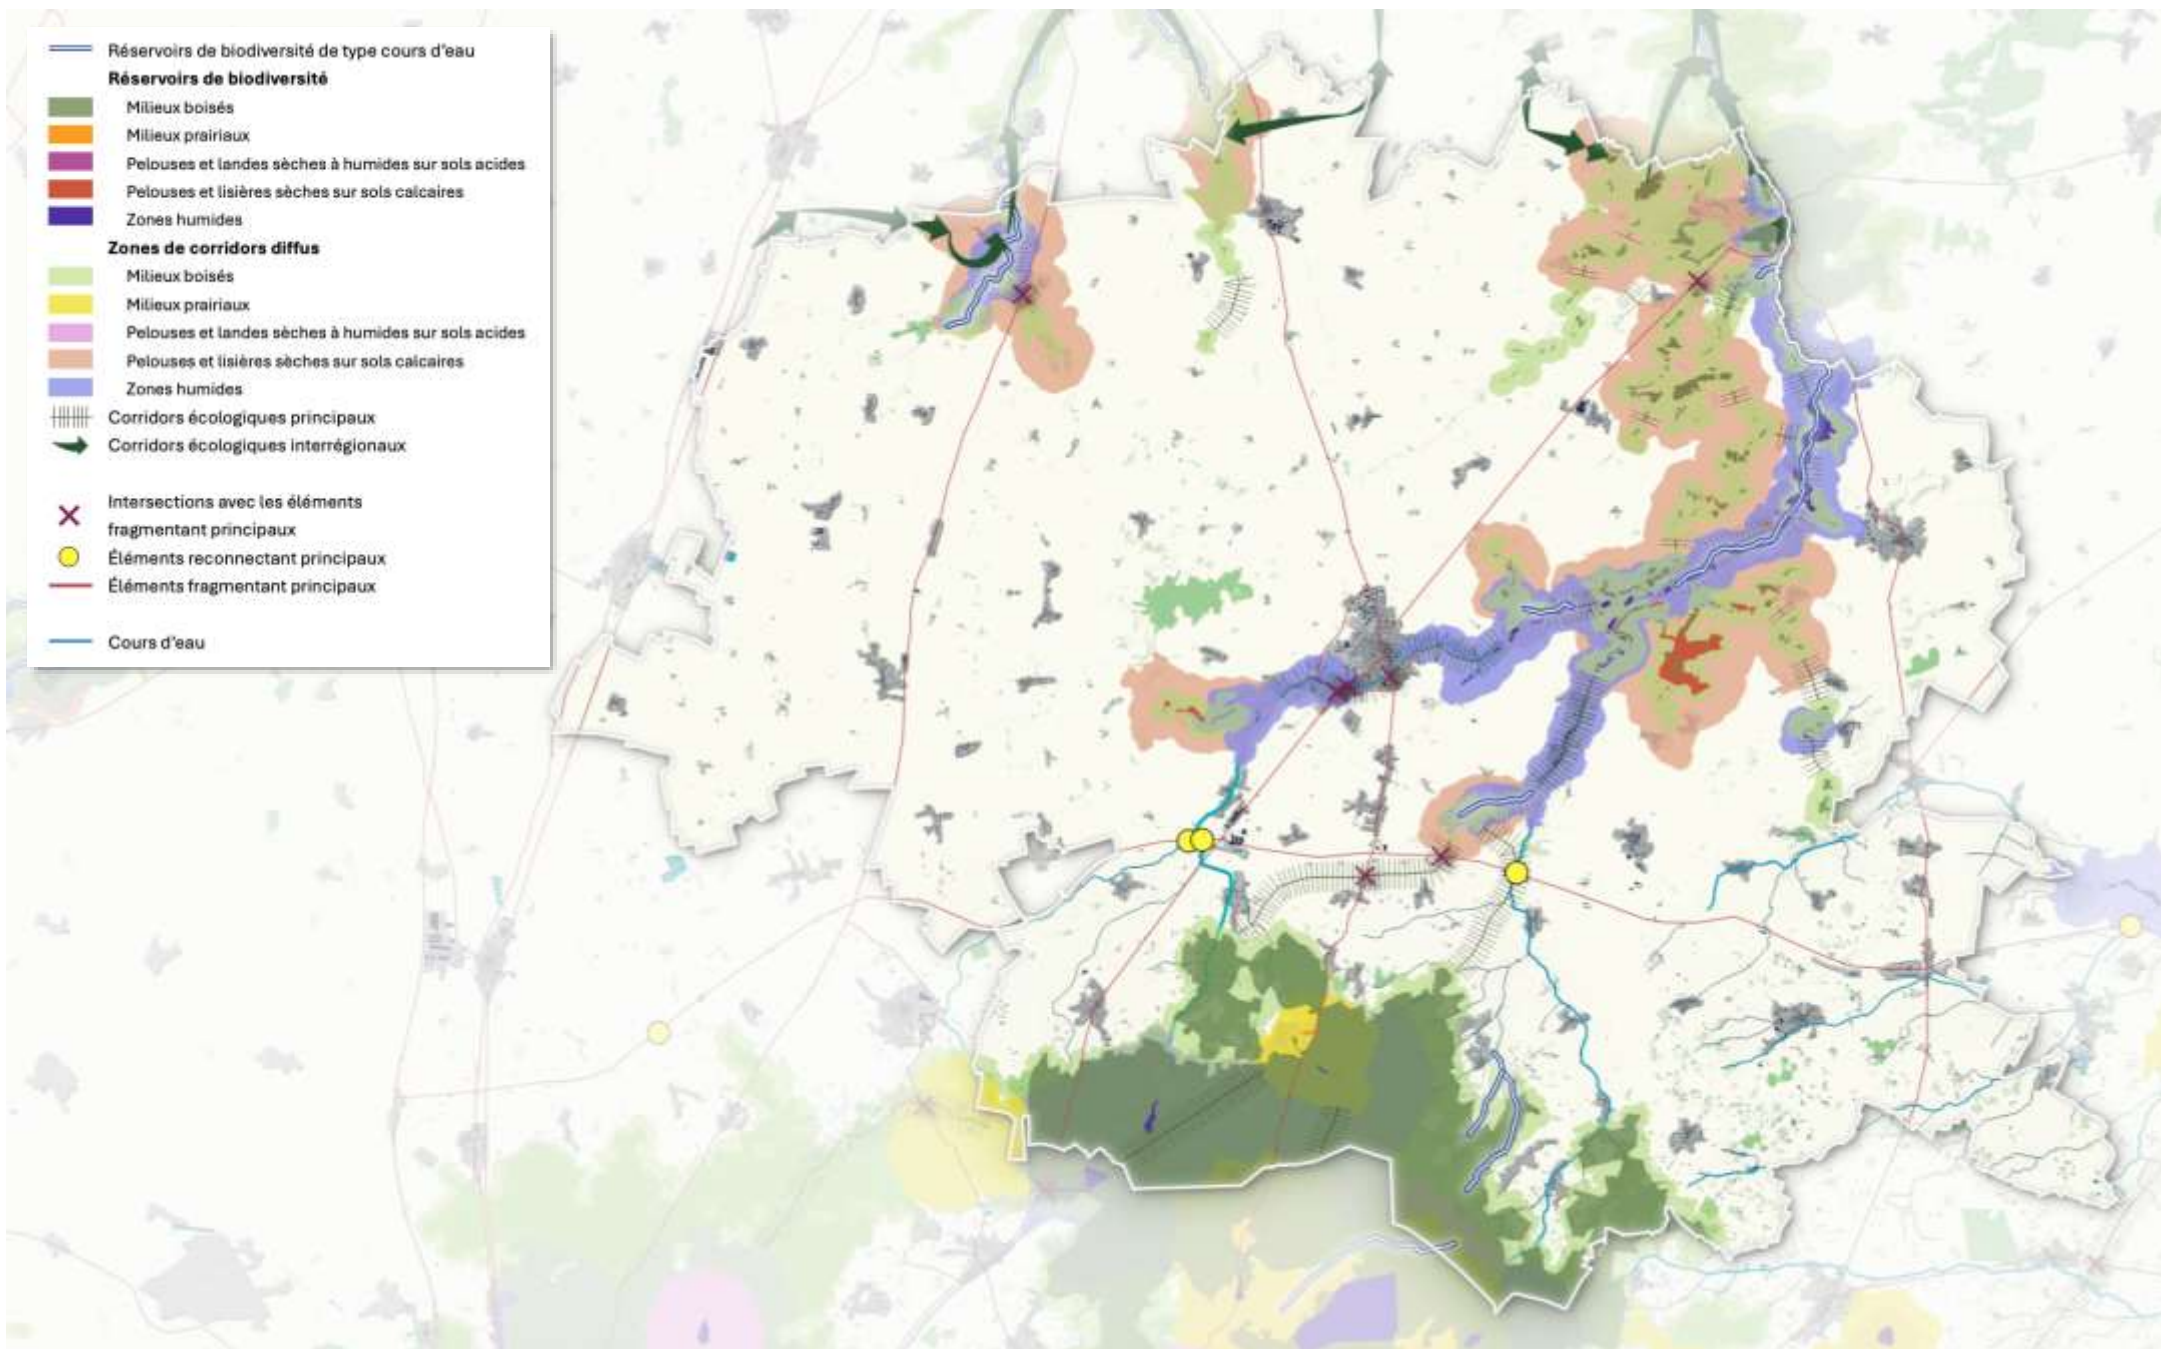 Réservoirs de biodiversité de type cours d'eau
Réservoirs de biodiversité
Milieux boisés
Milieux prairiaux
Pelouses et landes sèches à humides sur sols acides
Pelouses et lisières sèches sur sols calcaires
Zones humides
Zones de corridors diffus
Milieux boisés
Milieux prairiaux
Pelouses et landes sèches à humides sur sols acides
Pelouses et lisières sèches sur sols calcaires
Zones humides
Corridors écologiques principaux
Corridors écologiques interrégionaux
Intersections avec les éléments
fragmentant principaux
Éléments reconnectant principaux
Éléments fragmentant principaux
Cours d'eau